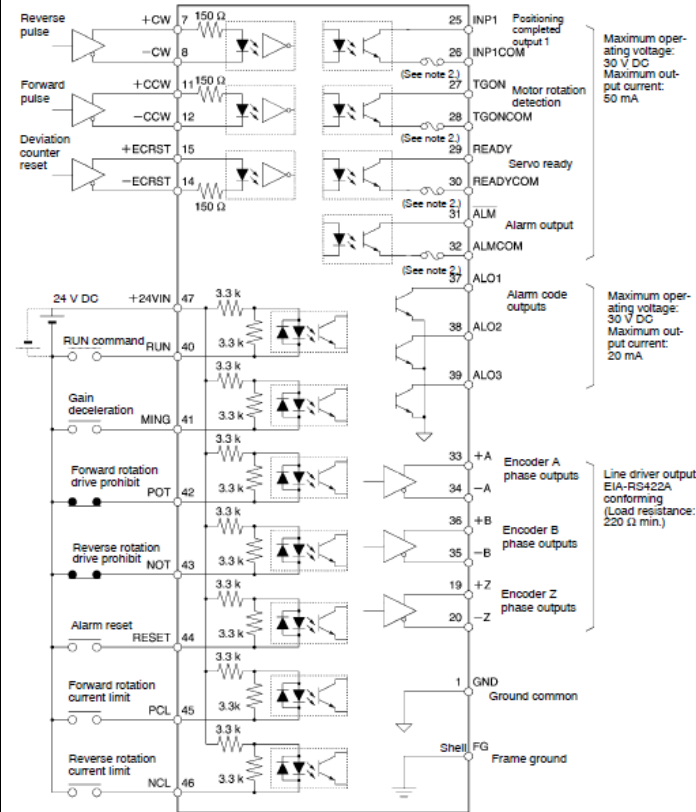 Reverse
pulse
+CW 7 150 Ω
−CW 8
Forward
pulse
+CCW 11 150 Ω
−CCW 12
Deviation
counter
reset
+ECRST 15
−ECRST 14
150 Ω
24 V DC
+24VIN 47
3.3 k
RUN command
RUN 40
3.3 k
Gain
deceleration
3.3 k
MING 41
3.3 k
Forward rotation
drive prohibit
3.3 k
POT 42
3.3 k
Reverse rotation
drive prohibit
3.3 k
NOT 43
3.3 k
Alarm reset
3.3 k
RESET 44
3.3 k
Forward rotation
current limit
3.3 k
PCL 45
3.3k
Reverse rotation
current limit
3.3 k
NCL 46
3.3 k
25 INP1
Positioning
completed
output 1
26 INP1COM
(See note 2.)
27 TGON
Motor rotation
detection
28 TGONCOM
(See note 2.)
29 READY
Servo ready
30 READYCOM
(See note 2.)
31 ALM
Alarm output
32 ALMCOM
(See note 2.)
Maximum oper-
ating voltage:
30 V DC
Maximum out-
put current:
50 mA
37 ALO1
Alarm code
outputs
38 ALO2
39 ALO3
Maximum oper-
ating voltage:
30 V DC
Maximum out-
put current:
20 mA
33 +A
Encoder A
phase outputs
34 −A
36 +B
Encoder B
phase outputs
35 −B
19 +Z
Encoder Z
phase outputs
20 −Z
Line driver output
EIA-RS422A
conforming
(Load resistance:
220 Ω min.)
1 GND
Ground common
Shell FG
Frame ground